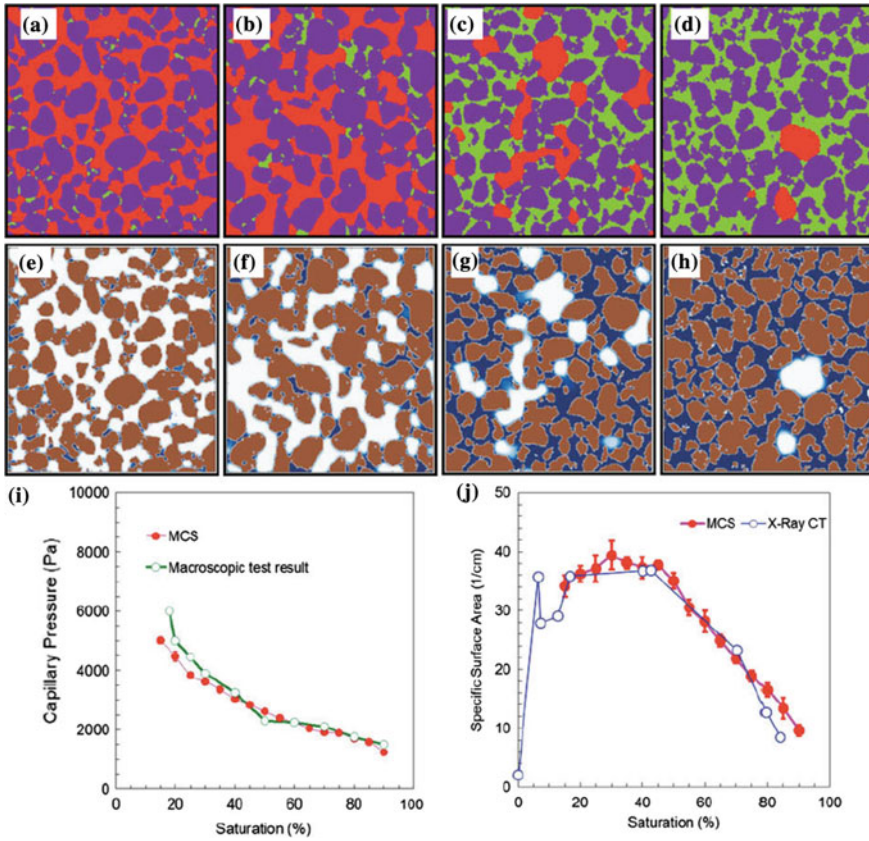 (a) (b) (c) (d)
(e) (f) (g) (h)
(i)
10000
8000
6000
4000
2000
0
Capillary Pressure (Pa)
MCS
Macroscopic test result
0 20 40 60 80 100
Saturation (%)
(j)
50
40
30
20
10
0
Specific Surface Area (1/cm)
MCS X-Ray CT
0 20 40 60 80 100
Saturation (%)